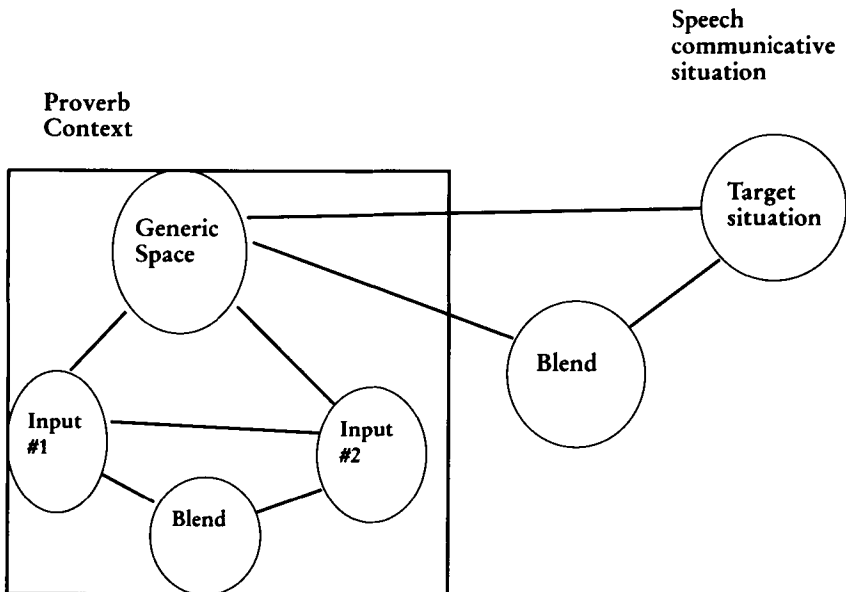 Speech
communicative
situation
Proverb
Context
Generic
Space
Target
situation
Blend
Input
#1
Input
#2
Blend